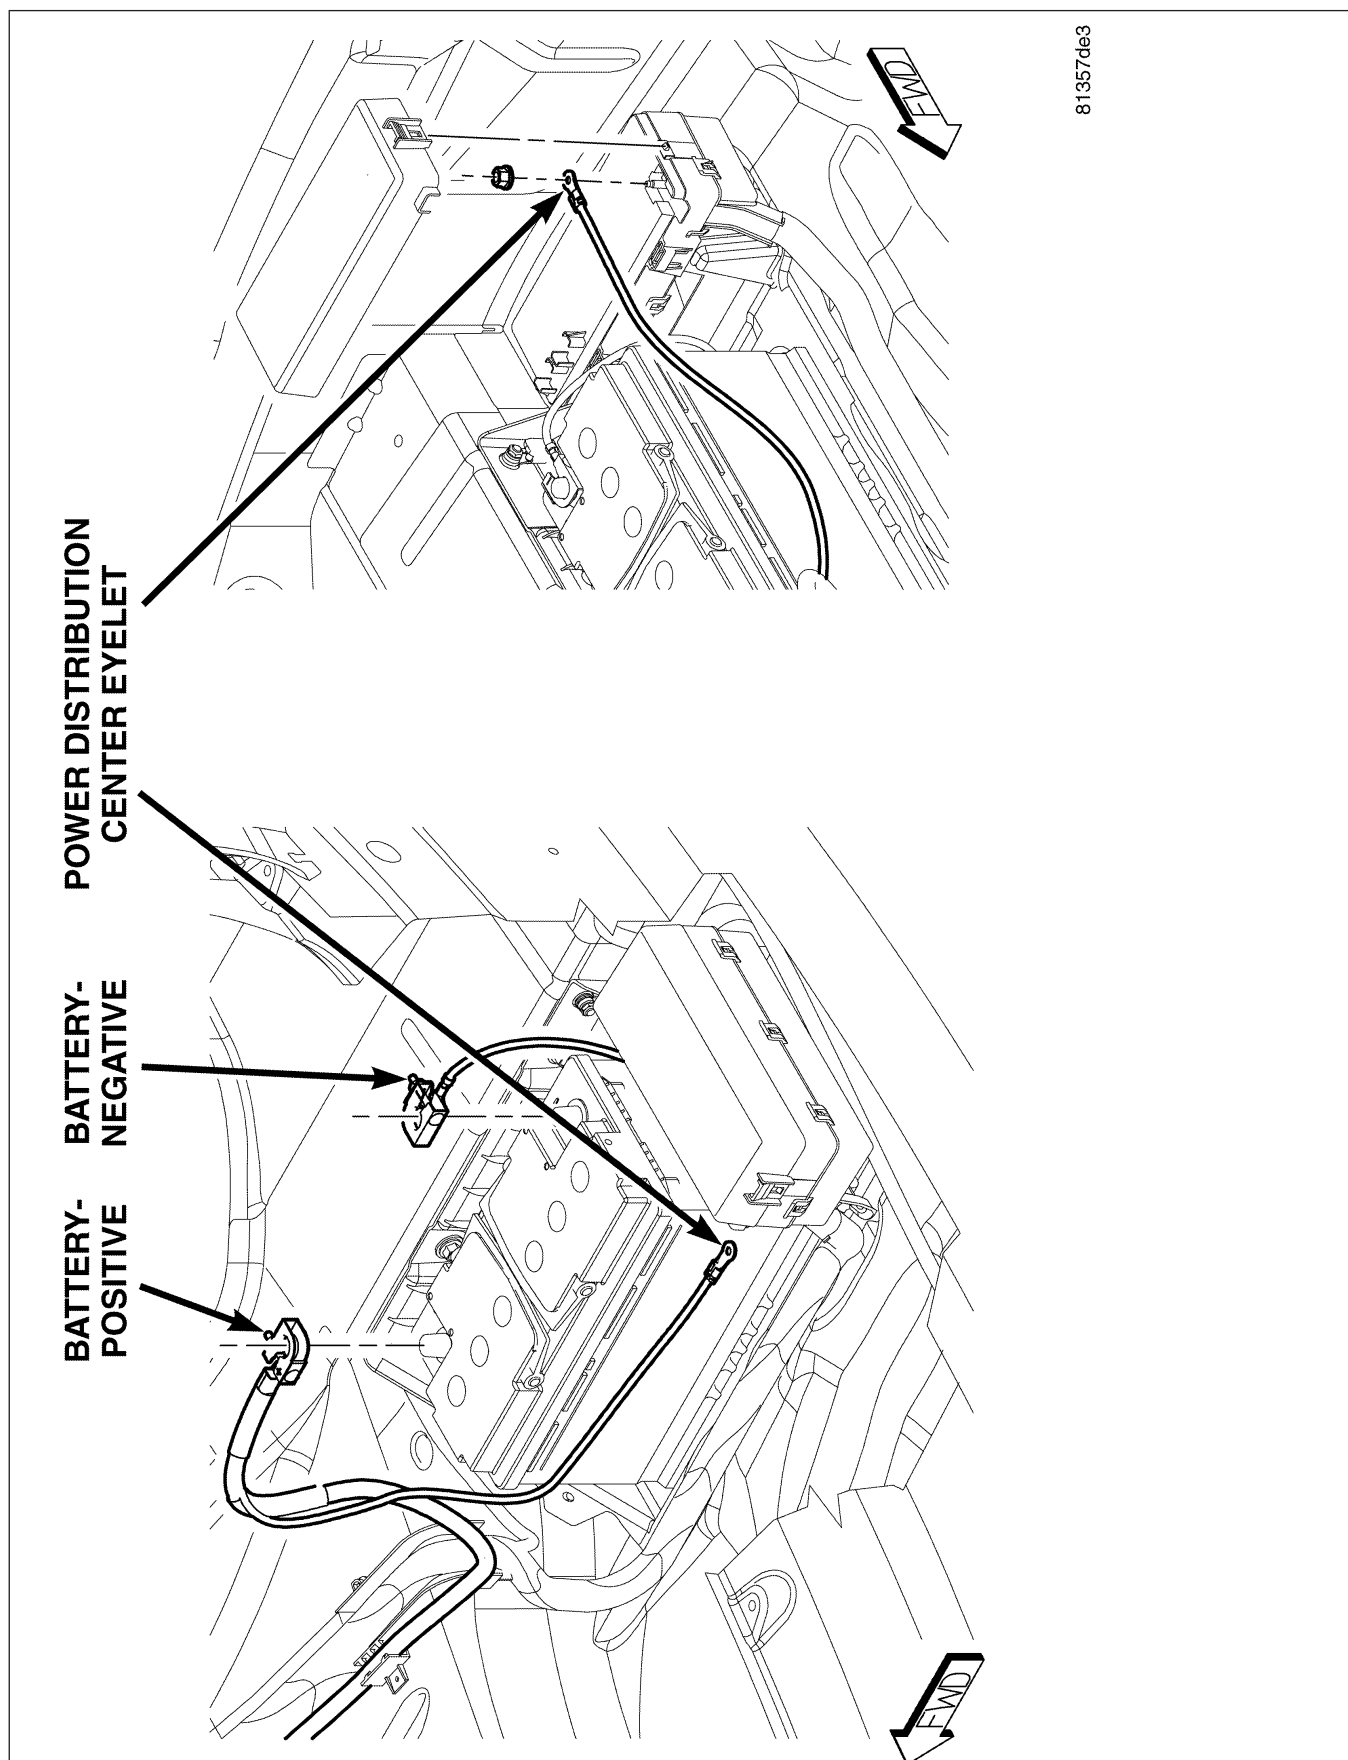 BATTERY-
POSITIVE
BATTERY-
NEGATIVE
POWER DISTRIBUTION
CENTER EYELET
FWD
FWD
81357de3